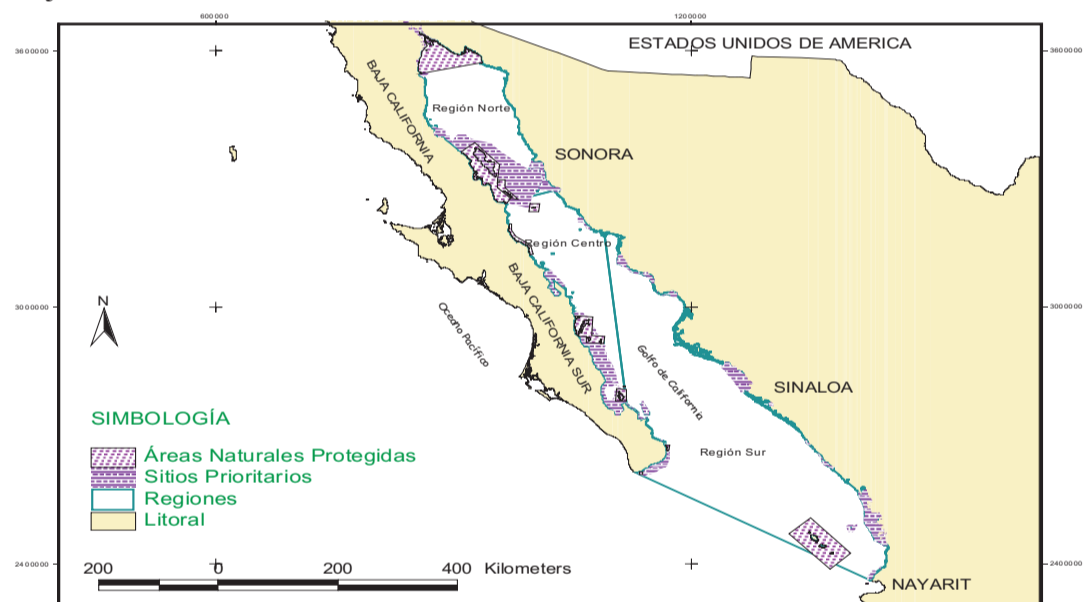 600000
1200000
3600000
3600000
ESTADOS UNIDOS DE AMERICA
BAJA CALIFORNIA
Región Norte
SONORA
Región Centro
BAJA CALIFORNIA SUR
3000000
3000000
N
Oceano Pacífico
Golfo de California
SINALOA
SIMBOLOGÍA
Áreas Naturales Protegidas
Sitios Prioritarios
Regiones
Litoral
Región Sur
2400000
2400000
200 0 200 400 Kilometers
NAYARIT